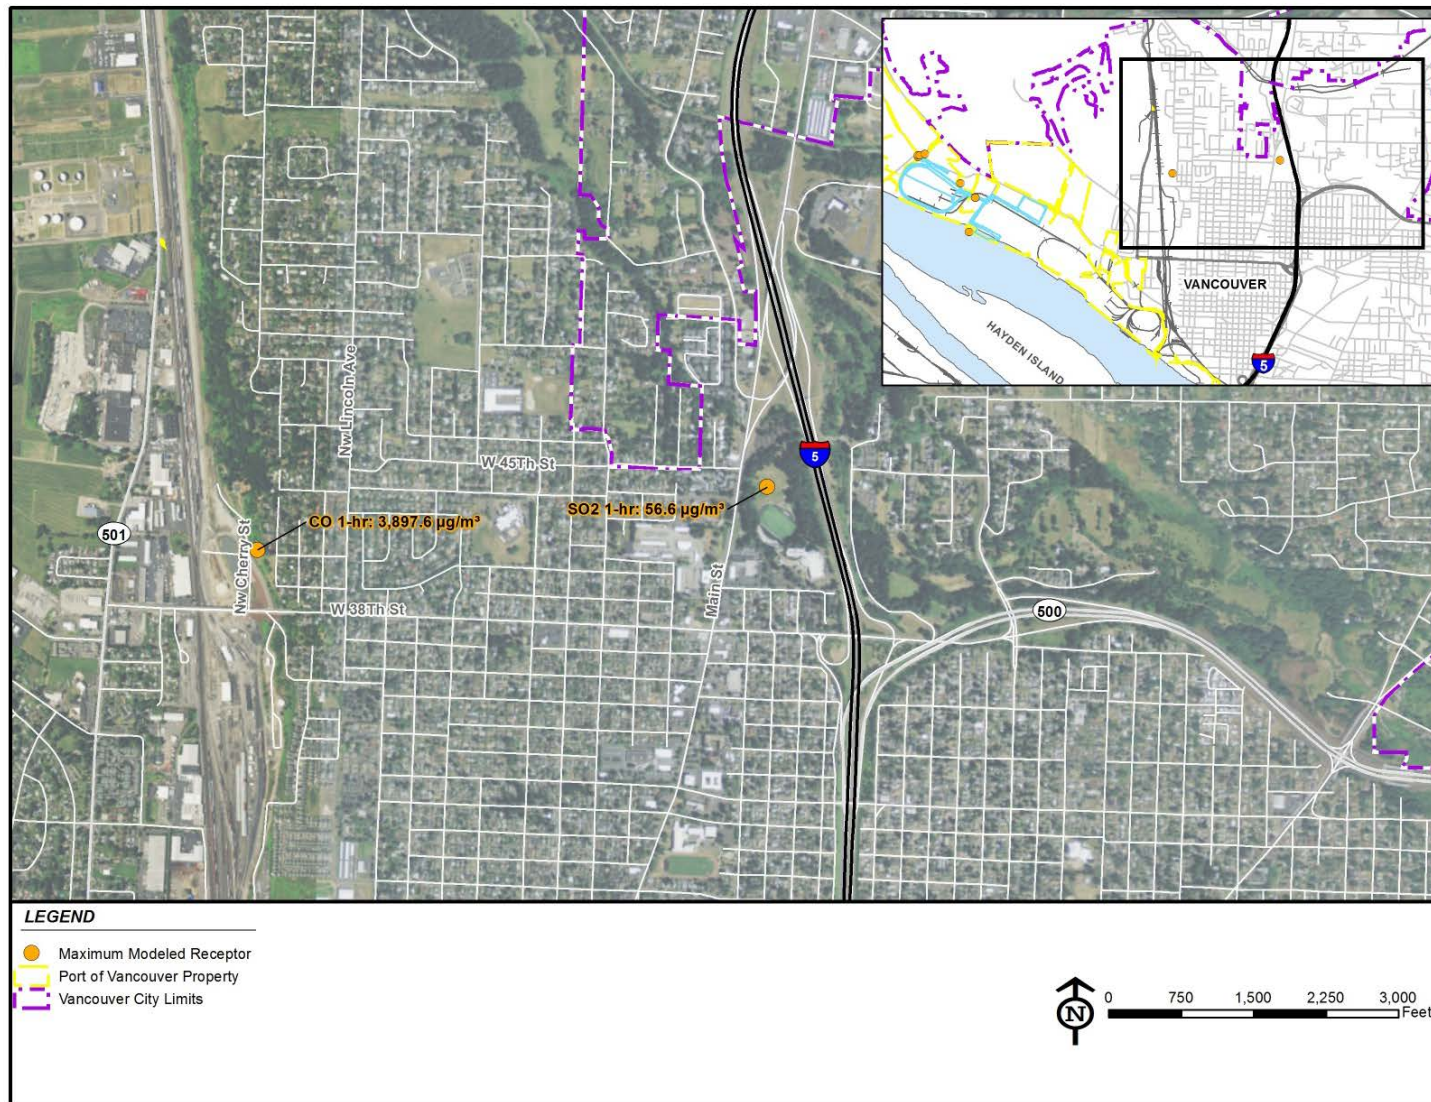 VANCOUVER
HAYDEN ISLAND
5
Nw Lincoln Ave
W 45Th St
5
SO2 1-hr: 56.6 µg/m³
CO 1-hr: 3,897.6 µg/m³
501
Nw Cherry St
W 38Th St
Main St
500
LEGEND
Maximum Modeled Receptor
Port of Vancouver Property
Vancouver City Limits
N
0 750 1,500 2,250 3,000
Feet